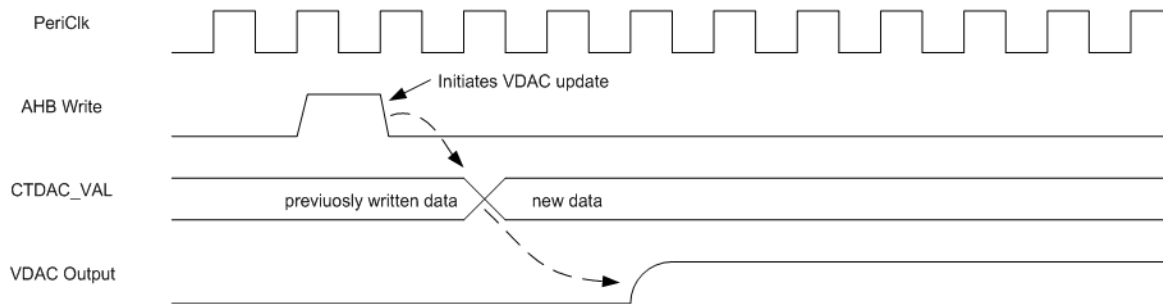 PeriClk
Initiates VDAC update
AHB Write
CTDAC_VAL
previuosly written data
new data
VDAC Output